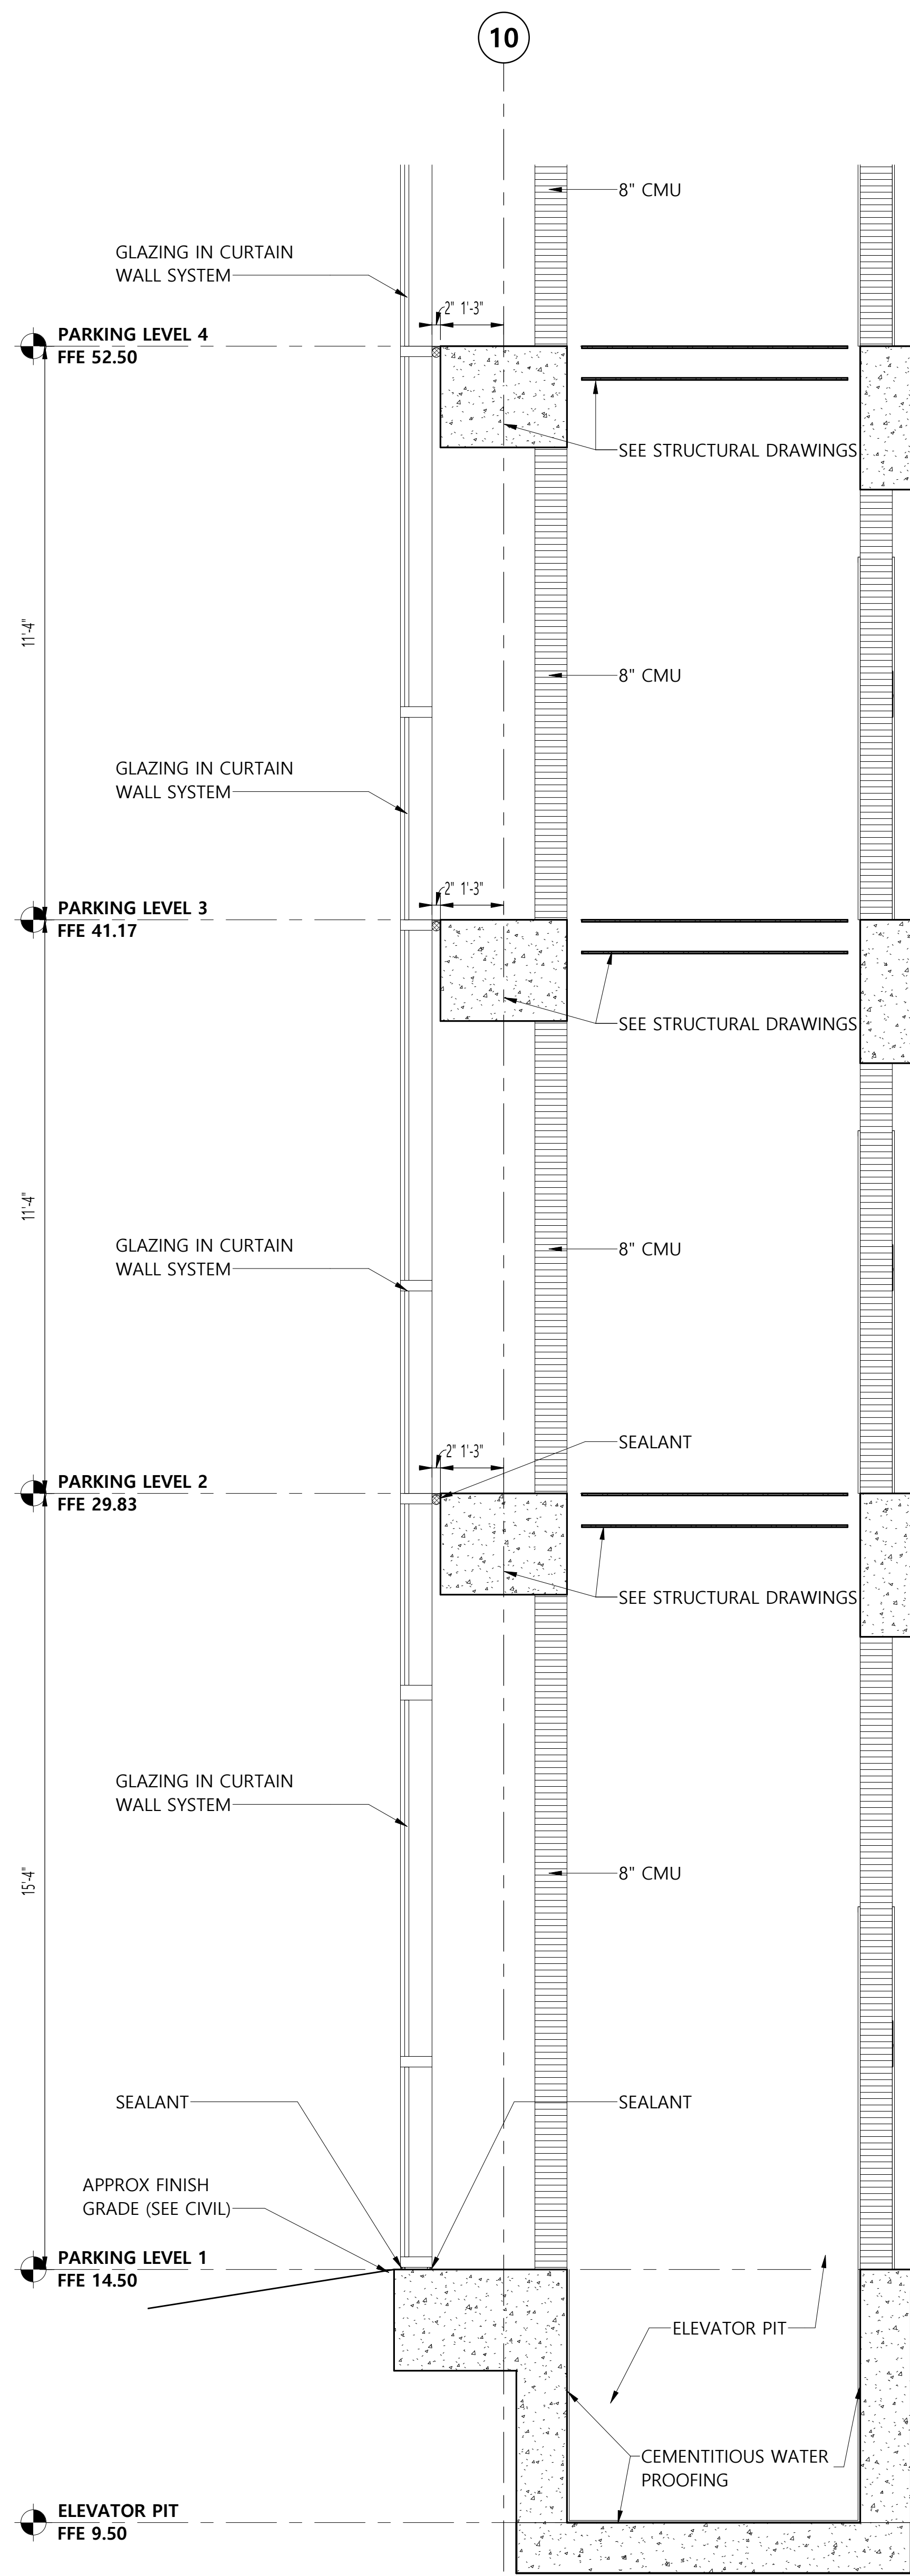 10
8" CMU
GLAZING IN CURTAIN
WALL SYSTEM
2" 1'-3"
PARKING LEVEL 4
FFE 52.50
SEE STRUCTURAL DRAWINGS
11'-4"
8" CMU
GLAZING IN CURTAIN
WALL SYSTEM
2" 1'-3"
PARKING LEVEL 3
FFE 41.17
SEE STRUCTURAL DRAWINGS
11'-4"
GLAZING IN CURTAIN
WALL SYSTEM
8" CMU
SEALANT
2" 1'-3"
PARKING LEVEL 2
FFE 29.83
SEE STRUCTURAL DRAWINGS
GLAZING IN CURTAIN
WALL SYSTEM
15'-4"
8" CMU
SEALANT
SEALANT
APPROX FINISH
GRADE (SEE CIVIL)
PARKING LEVEL 1
FFE 14.50
ELEVATOR PIT
CEMENTITIOUS WATER
PROOFING
ELEVATOR PIT
FFE 9.50